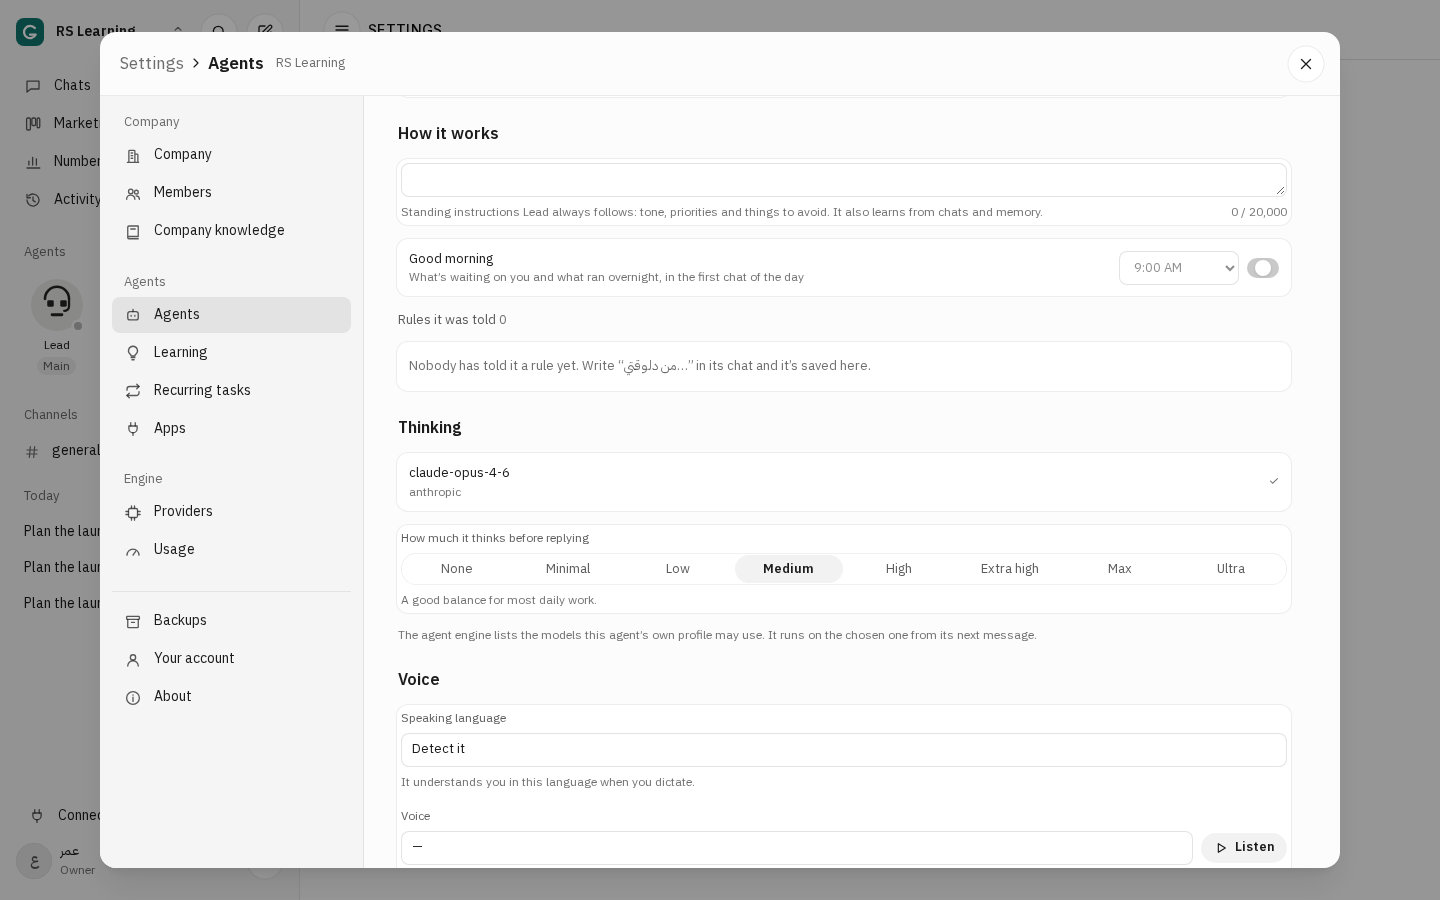 RS Learning
SETTINGS
Chats
Activity
Agents
Lead
Main
Channels
general
Today
Plan the
Plan the
Plan the
عمر
ع
Owner
Settings > Agents RS Learning
Company
Company
Members
Company knowledge
Agents
Agents
Learning
Recurring tasks
Apps
Engine
Providers
Usage
Backups
Your account
About
How it works
Standing instructions Lead always follows: tone, priorities and things to avoid. It also learns from chats and memory. 0 / 20,000
Good morning
What's waiting on you and what ran overnight, in the first chat of the day
9:00 AM
Rules it was told 0
Nobody has told it a rule yet. Write “من دلوقتي…” in its chat and it's saved here.
Thinking
claude-opus-4-6
anthropic
How much it thinks before replying
None Minimal Low Medium High Extra high Max Ultra
A good balance for most daily work.
The agent engine lists the models this agent's own profile may use. It runs on the chosen one from its next message.
Voice
Speaking language
Detect it
It understands you in this language when you dictate.
Voice
—
Listen